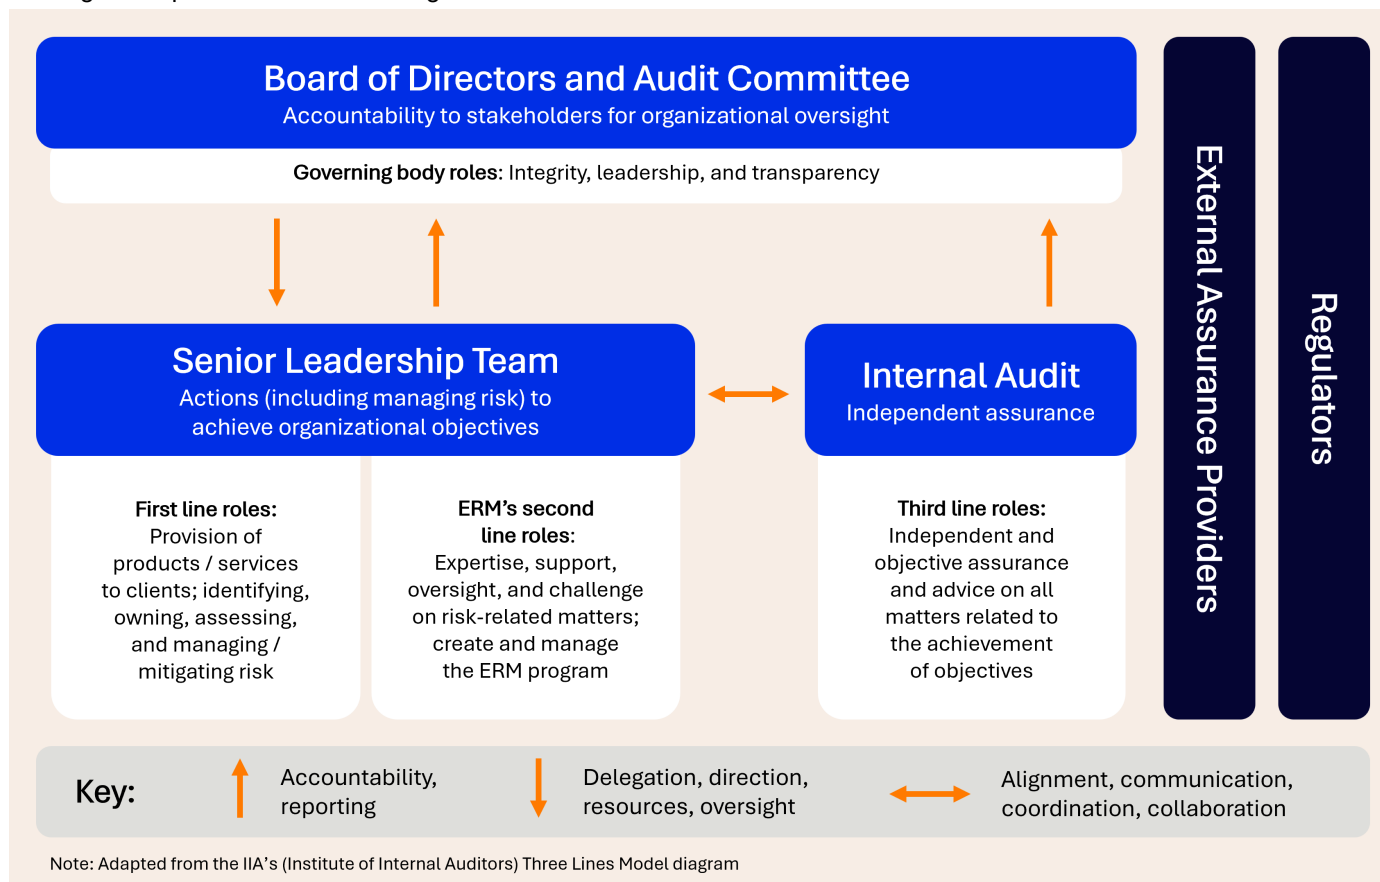 Board of Directors and Audit Committee
Accountability to stakeholders for organizational oversight
Governing body roles: Integrity, leadership, and transparency
Senior Leadership Team
Actions (including managing risk) to
achieve organizational objectives
Internal Audit
Independent assurance
First line roles:
Provision of
products / services
to clients; identifying,
owning, assessing,
and managing /
mitigating risk
ERM’s second
line roles:
Expertise, support,
oversight, and challenge
on risk-related matters;
create and manage
the ERM program
Third line roles:
Independent and
objective assurance
and advice on all
matters related to
the achievement
of objectives
External Assurance Providers
Regulators
Key:
Accountability,
reporting
Delegation, direction,
resources, oversight
Alignment, communication,
coordination, collaboration
Note: Adapted from the IIA’s (Institute of Internal Auditors) Three Lines Model diagram